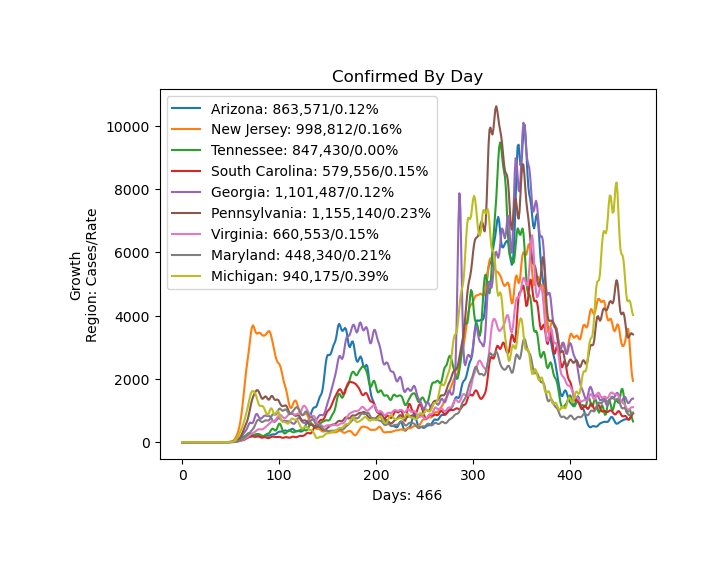 Confirmed By Day
Growth
Region: Cases/Rate
10000
8000
6000
4000
2000
0
Arizona: 863,571/0.12%
New Jersey: 998,812/0.16%
Tennessee: 847,430/0.00%
South Carolina: 579,556/0.15%
Georgia: 1,101,487/0.12%
Pennsylvania: 1,155,140/0.23%
Virginia: 660,553/0.15%
Maryland: 448,340/0.21%
Michigan: 940,175/0.39%
0 100 200 300 400
Days: 466